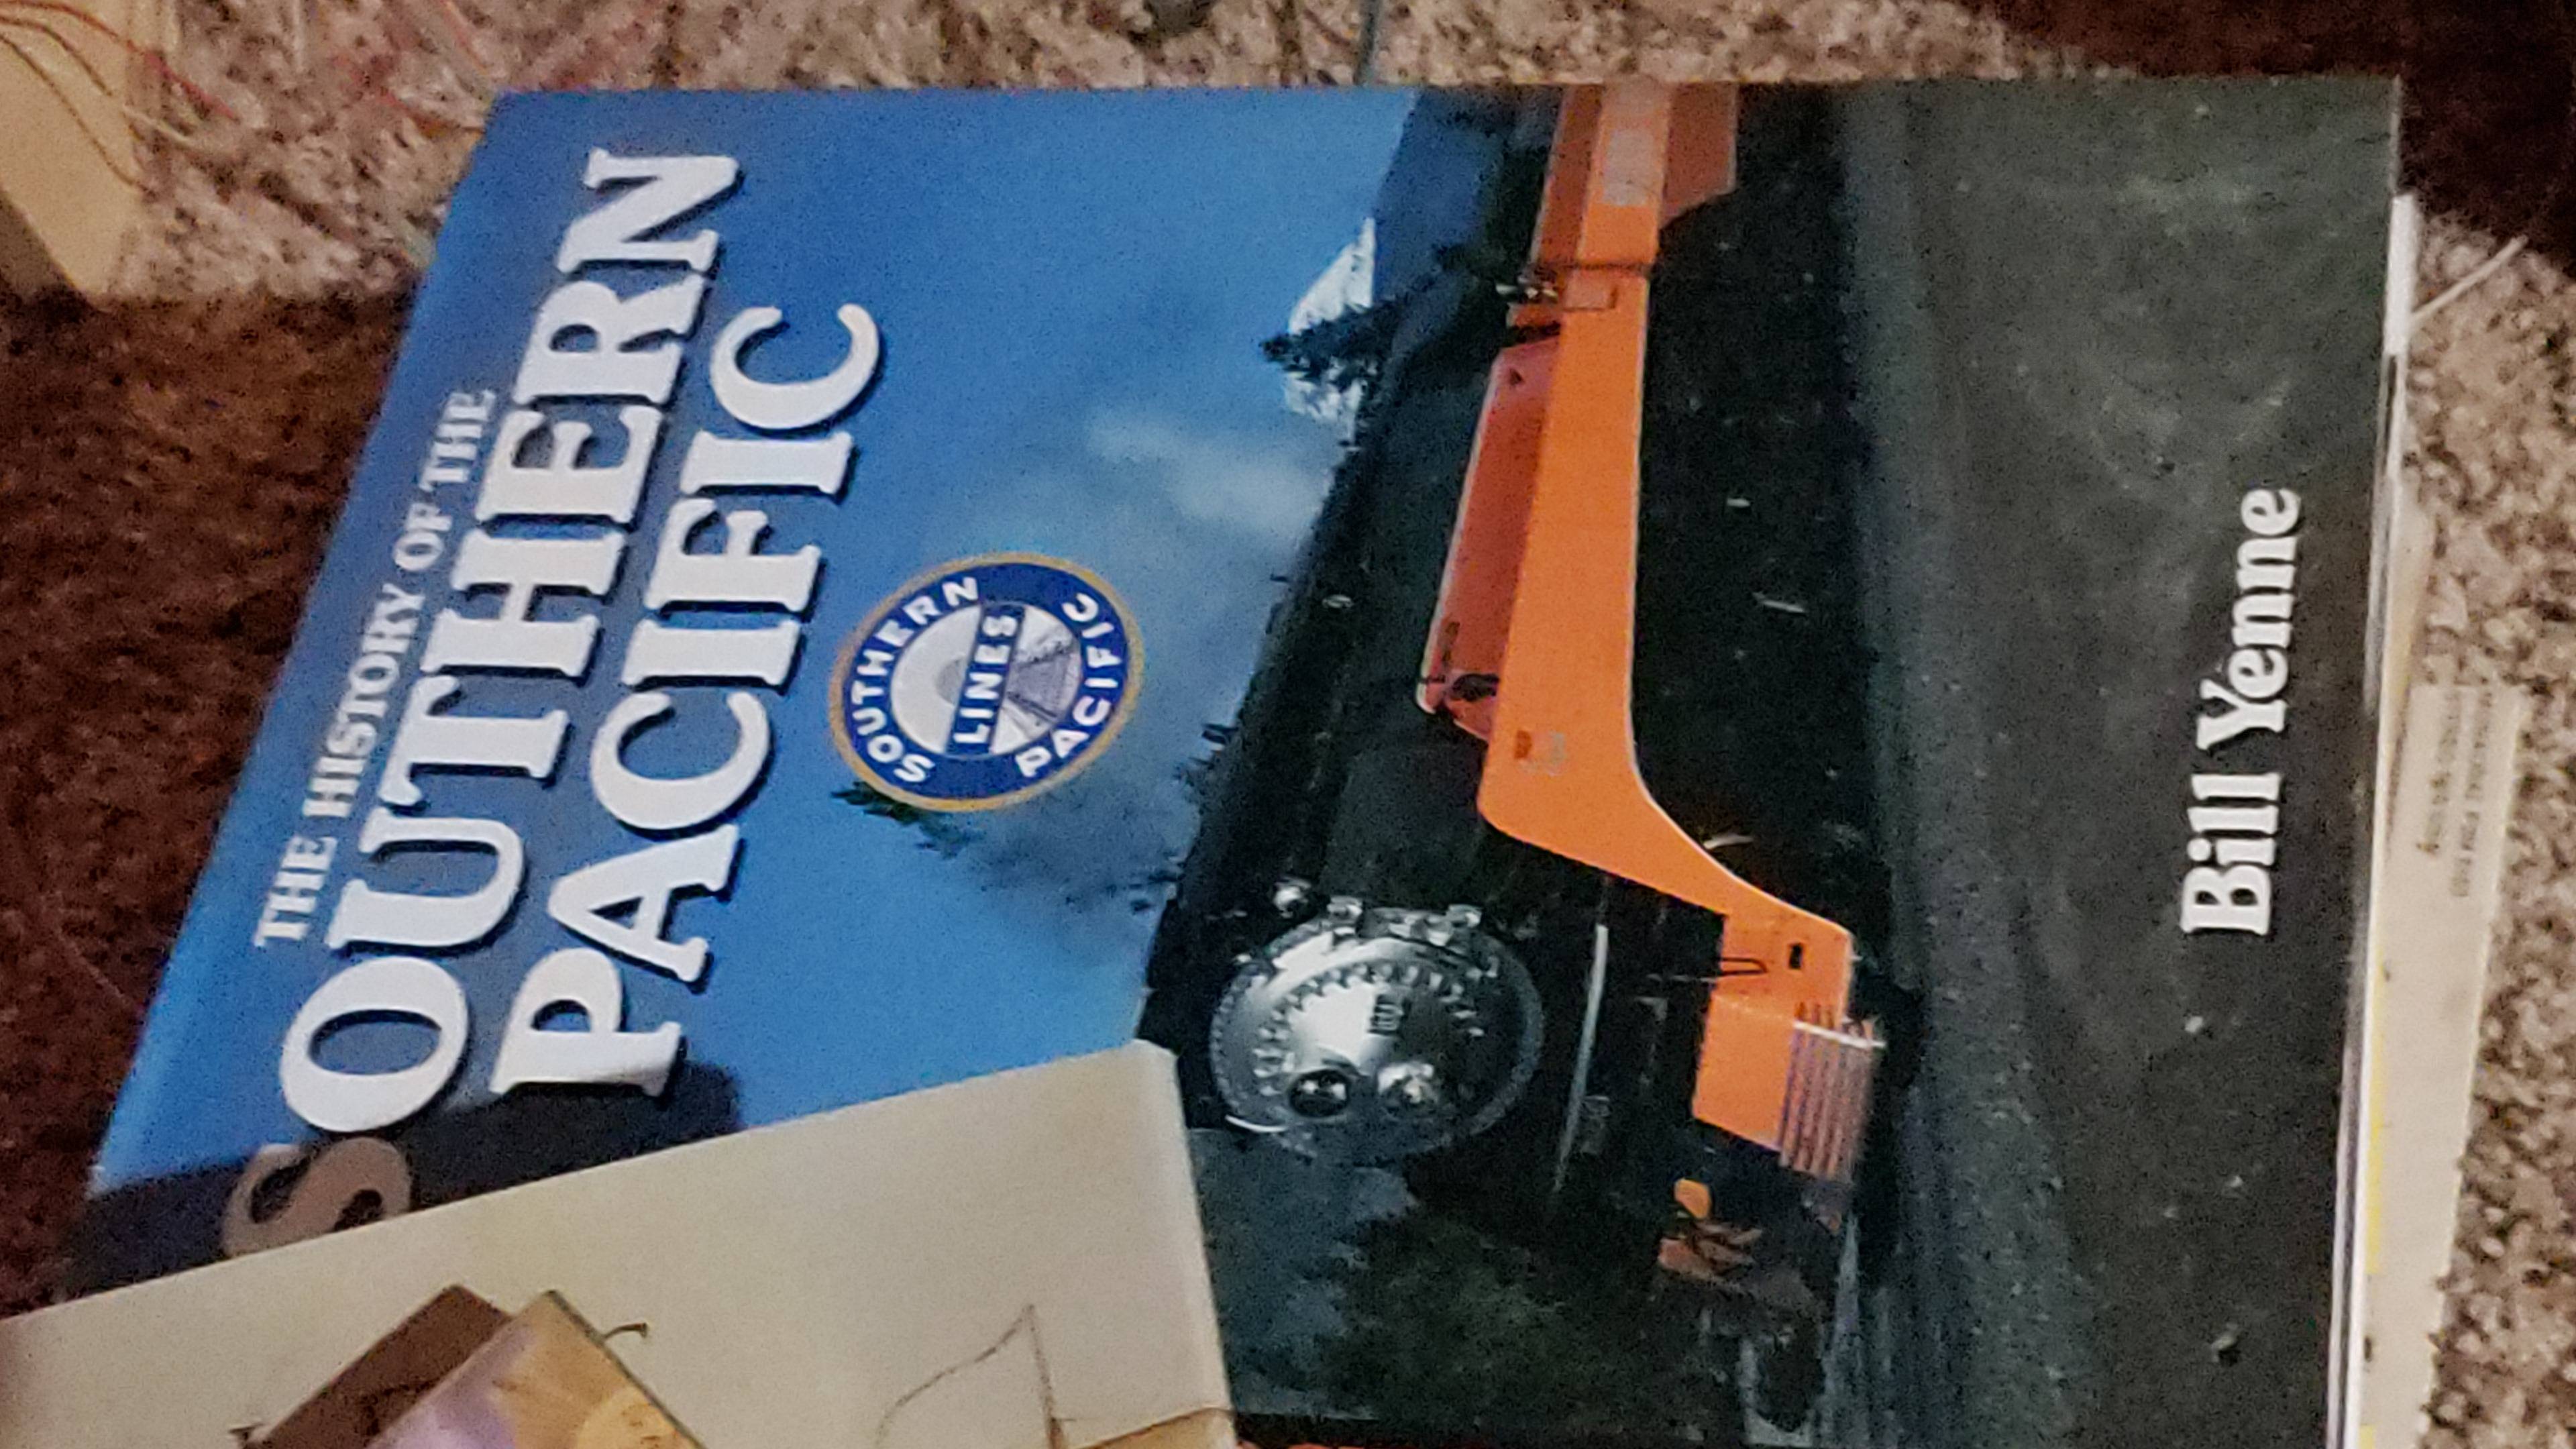 THE HISTORY OF THE
SOUTHERN
PACIFIC
SOUTHERN
LINES
PACIFIC
Bill Yenne